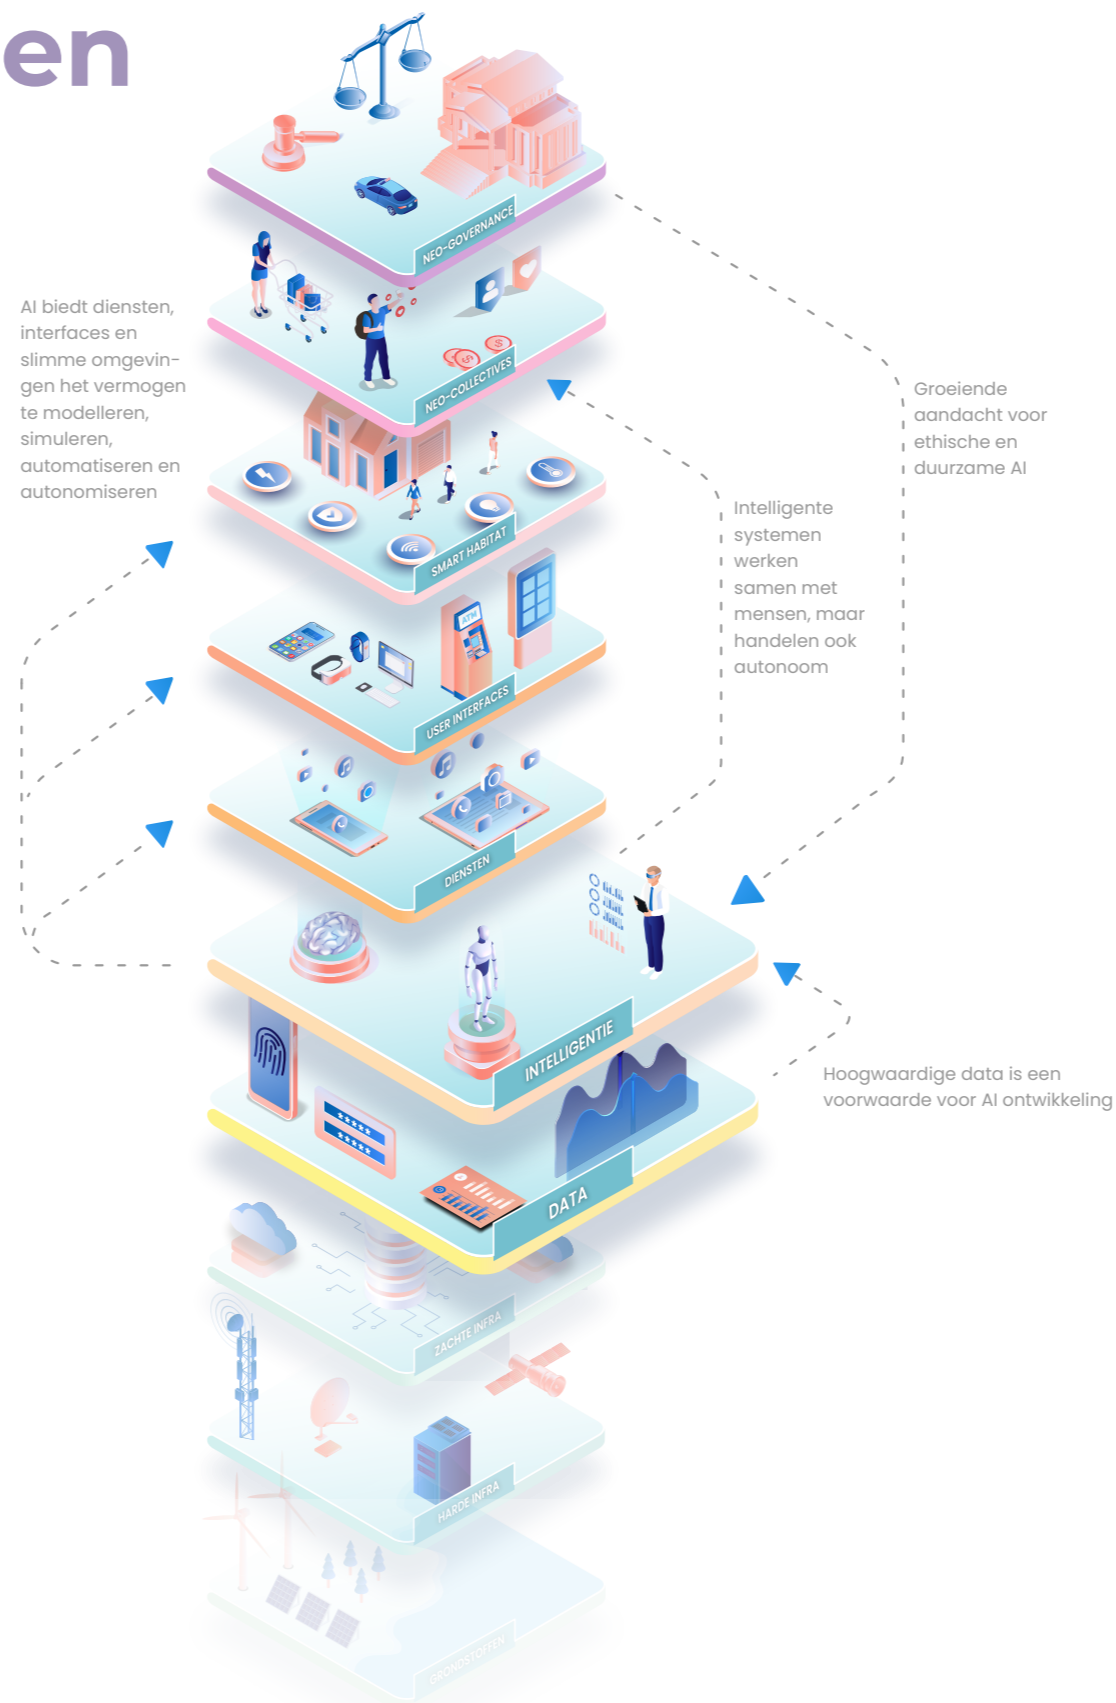 en
NEO-GOVERNANCE
AI biedt diensten,
interfaces en
slimme omgevin-
gen het vermogen
te modelleren,
simuleren,
automatiseren en
autonomiseren
NEO-COLLECTIVES
Groeiende
aandacht voor
ethische en
duurzame AI
Intelligente
systemen
werken
samen met
mensen, maar
handelen ook
autonoom
SMART HABITAT
ATM
USER INTERFACES
DIENSTEN
INTELLIGENTIE
Hoogwaardige data is een
voorwaarde voor AI ontwikkeling
*****
*****
DATA
ZACHTE INFRA
HARDE INFRA
GRONDSTOFFEN